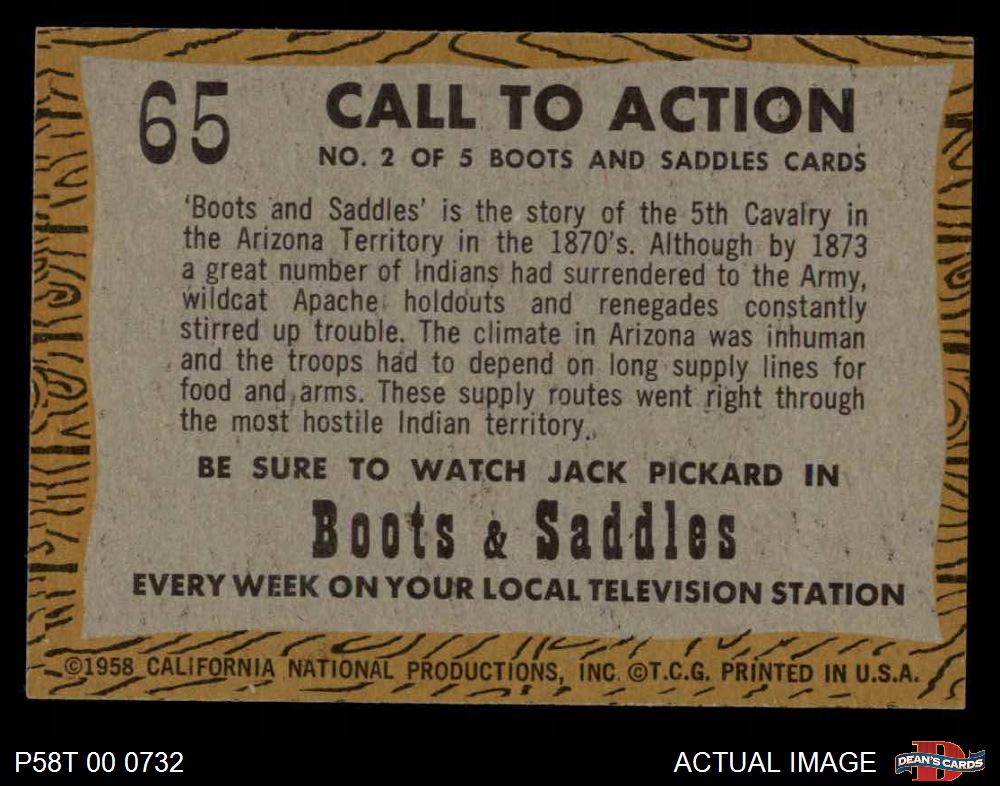 65
CALL TO ACTION
NO. 2 OF 5 BOOTS AND SADDLES CARDS
'Boots and Saddles' is the story of the 5th Cavalry in
the Arizona Territory in the 1870's. Although by 1873
a great number of Indians had surrendered to the Army,
wildcat Apache holdouts and renegades constantly
stirred up trouble. The climate in Arizona was inhuman
and the troops had to depend on long supply lines for
food and arms. These supply routes went right through
the most hostile Indian territory.
BE SURE TO WATCH JACK PICKARD IN
Boots & Saddles
EVERY WEEK ON YOUR LOCAL TELEVISION STATION
©1958 CALIFORNIA NATIONAL PRODUCTIONS, INC. ©T.C.G. PRINTED IN U.S.A.
P58T 00 0732
ACTUAL IMAGE
D
DEAN'S CARDS